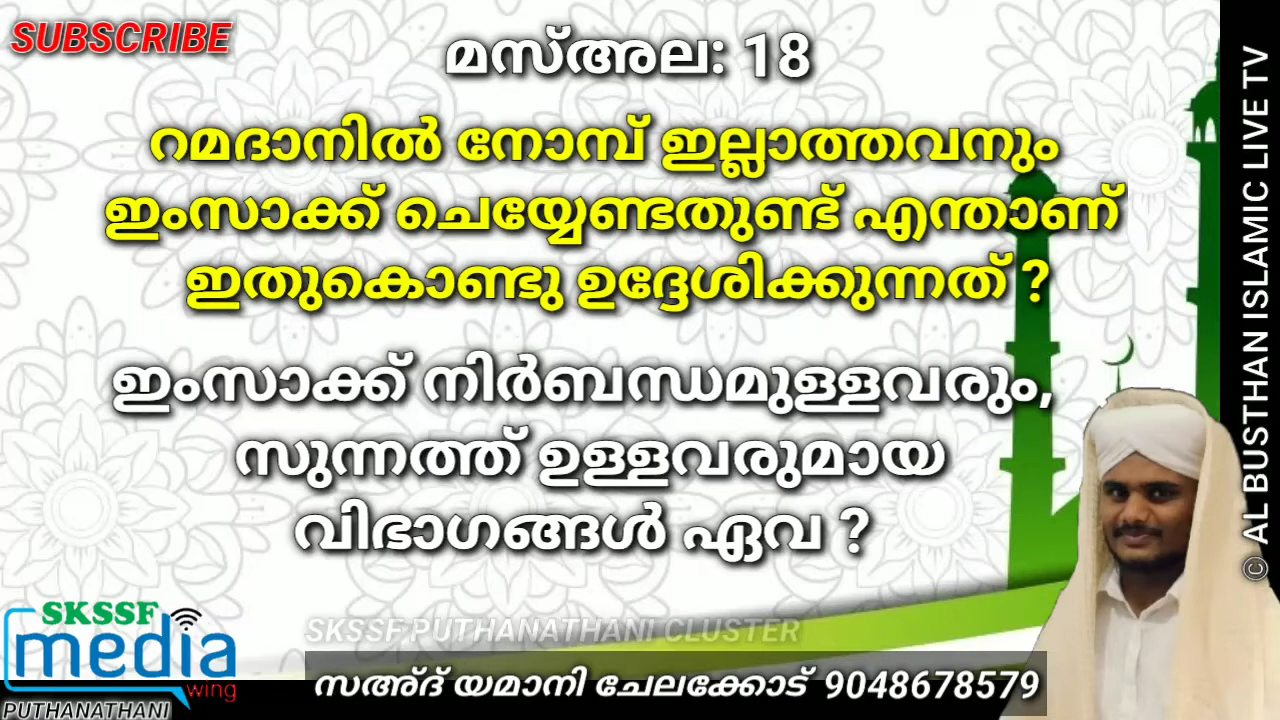 SUBSCRIBE
മസ്അല: 18
റമദാനിൽ നോമ്പ് ഇല്ലാത്തവനും
ഇംസാക്ക് ചെയ്യേണ്ടതുണ്ട് എന്താണ്
ഇതുകൊണ്ടു ഉദ്ദേശിക്കുന്നത് ?
ഇംസാക്ക് നിർബന്ധമുള്ളവരും,
സുന്നത്ത് ഉള്ളവരുമായ
വിഭാഗങ്ങൾ ഏവ ?
SKSSF
media
wing
PUTHANATHANI
SKSSF PUTHANATHANI CLUSTER
സഅ്ദ് യമാനി ചേലക്കോട് 9048678579
© AL BUSTHAN ISLAMIC LIVE TV